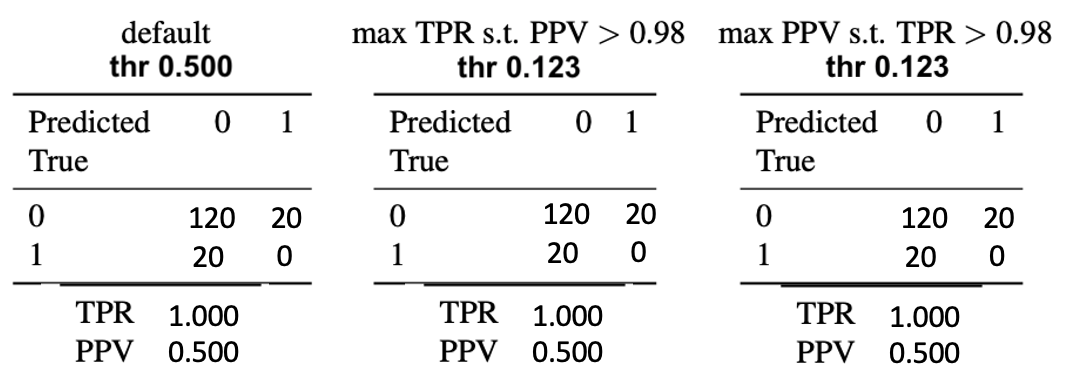 default
thr 0.500
Predicted 0 1
True
0 120 20
1 20 0
TPR 1.000
PPV 0.500
max TPR s.t. PPV > 0.98
thr 0.123
Predicted 0 1
True
0 120 20
1 20 0
TPR 1.000
PPV 0.500
max PPV s.t. TPR > 0.98
thr 0.123
Predicted 0 1
True
0 120 20
1 20 0
TPR 1.000
PPV 0.500